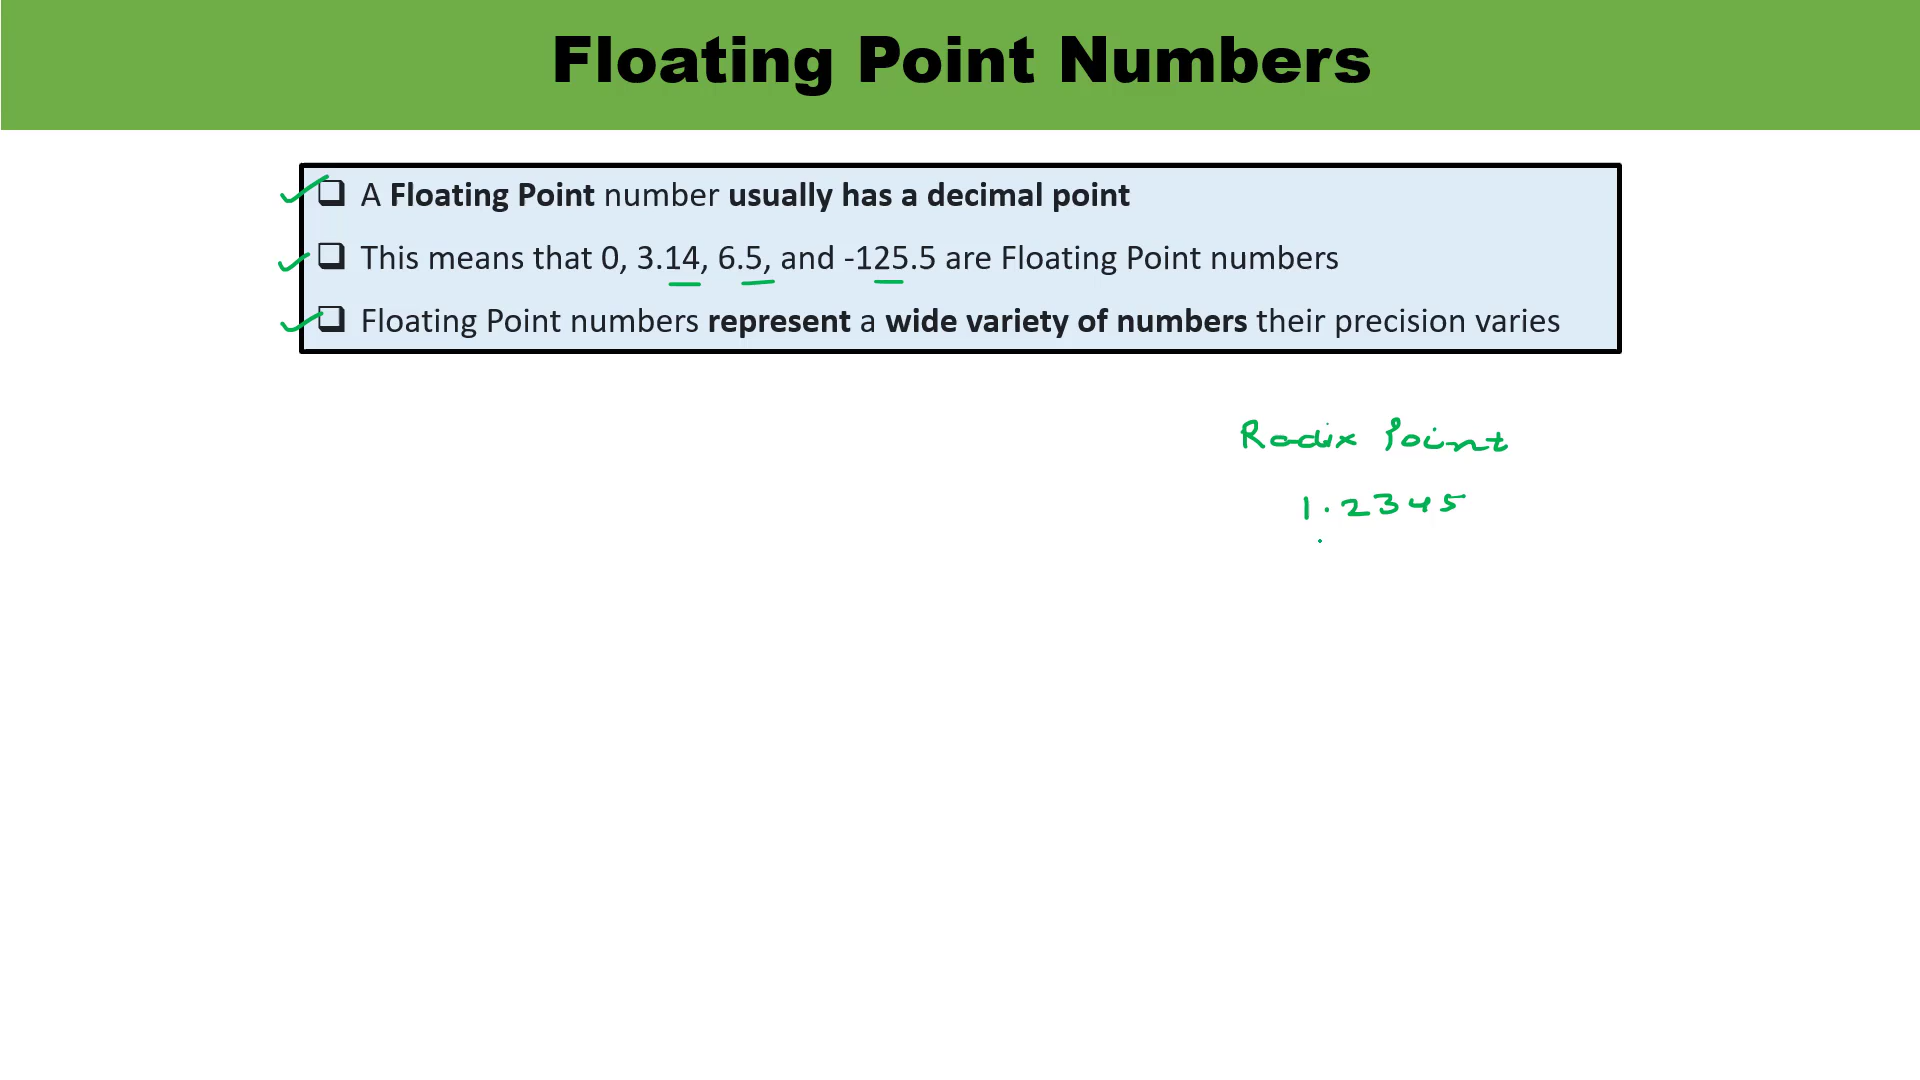 Floating Point Numbers
A Floating Point number usually has a decimal point
This means that 0, 3.14, 6.5, and -125.5 are Floating Point numbers
Floating Point numbers represent a wide variety of numbers their precision varies
Radix Point
1.2345